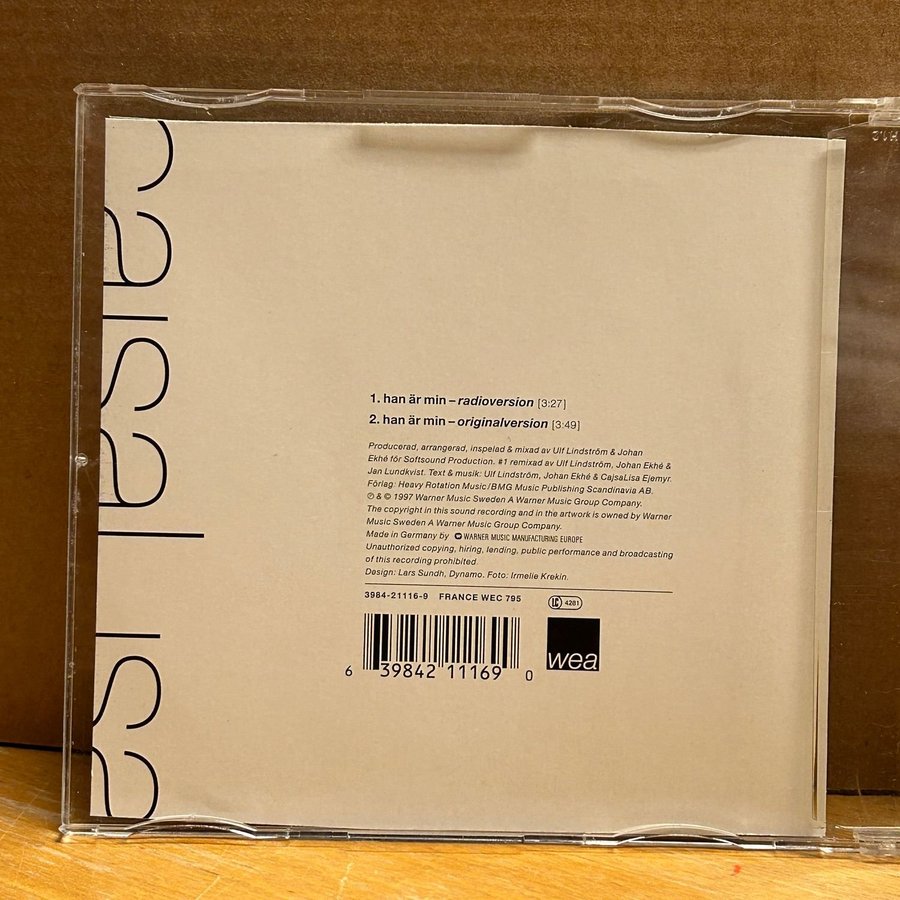 cajsalisa
1. han är min – radioversion [3:27]
2. han är min – originalversion [3:49]
Producerad, arrangerad, inspelad & mixad av Ulf Lindström & Johan
Ekhé för Softsound Production. #1 remixad av Ulf Lindström, Johan Ekhé &
Jan Lundkvist. Text & musik: Ulf Lindström, Johan Ekhé & CajsaLisa Ejemyr.
Förlag: Heavy Rotation Music/BMG Music Publishing Scandinavia AB.
℗ & © 1997 Warner Music Sweden A Warner Music Group Company.
The copyright in this sound recording and in the artwork is owned by Warner
Music Sweden A Warner Music Group Company.
Made in Germany by WARNER MUSIC MANUFACTURING EUROPE
Unauthorized copying, hiring, lending, public performance and broadcasting
of this recording prohibited.
Design: Lars Sundh, Dynamo. Foto: Irmelie Krekin.
3984-21116-9 FRANCE WEC 795 LC 4281
6 39842 11169 0
wea